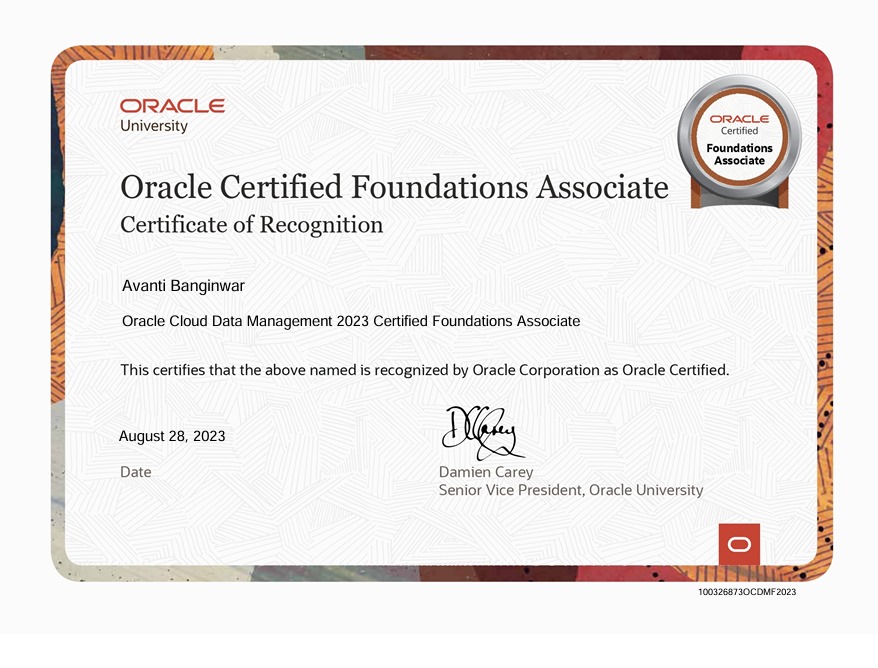 ORACLE
University
ORACLE
Certified
Foundations
Associate
Oracle Certified Foundations Associate
Certificate of Recognition
Avanti Banginwar
Oracle Cloud Data Management 2023 Certified Foundations Associate
This certifies that the above named is recognized by Oracle Corporation as Oracle Certified.
August 28, 2023
Date
DCarey
Damien Carey
Senior Vice President, Oracle University
100326873OCDMF2023